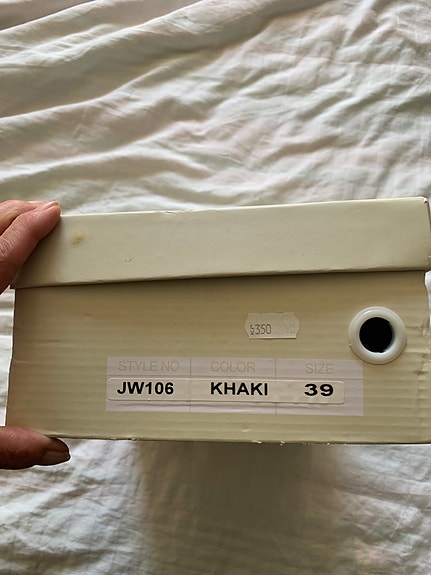 $350
STYLE NO COLOR SIZE
JW106 KHAKI 39